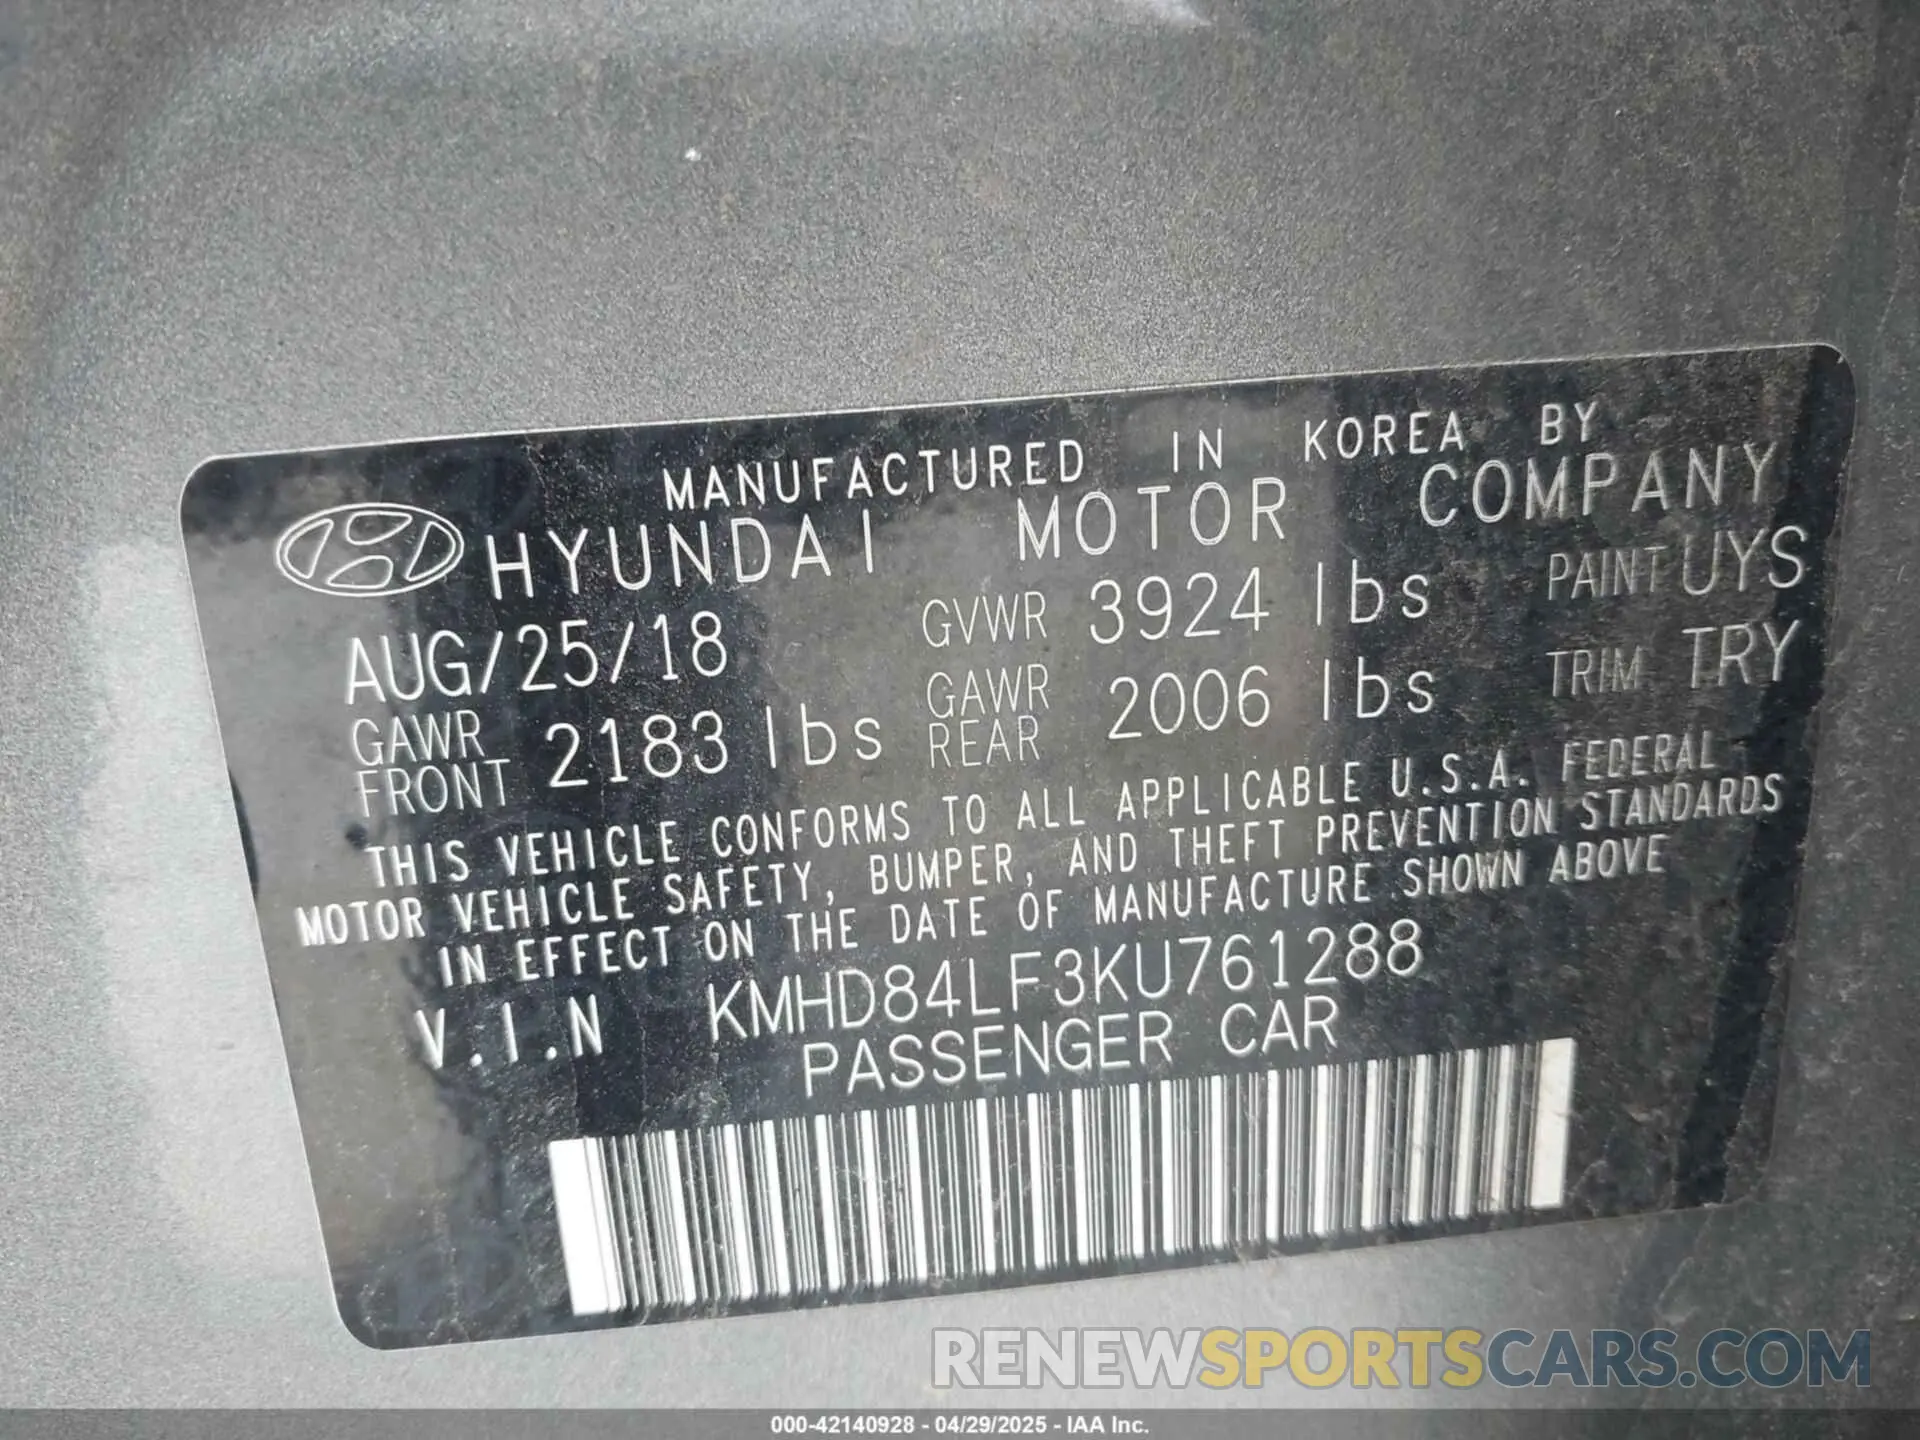 MANUFACTURED IN KOREA BY
HYUNDAI MOTOR COMPANY
AUG/25/18 GVWR 3924 lbs PAINT UYS
GAWR FRONT 2183 lbs GAWR REAR 2006 lbs TRIM TRY
THIS VEHICLE CONFORMS TO ALL APPLICABLE U.S.A. FEDERAL
MOTOR VEHICLE SAFETY, BUMPER, AND THEFT PREVENTION STANDARDS
IN EFFECT ON THE DATE OF MANUFACTURE SHOWN ABOVE
V.I.N KMHD84LF3KU761288
PASSENGER CAR
RENEWSPORTSCARS.COM
000-42140928 - 04/29/2025 - IAA Inc.